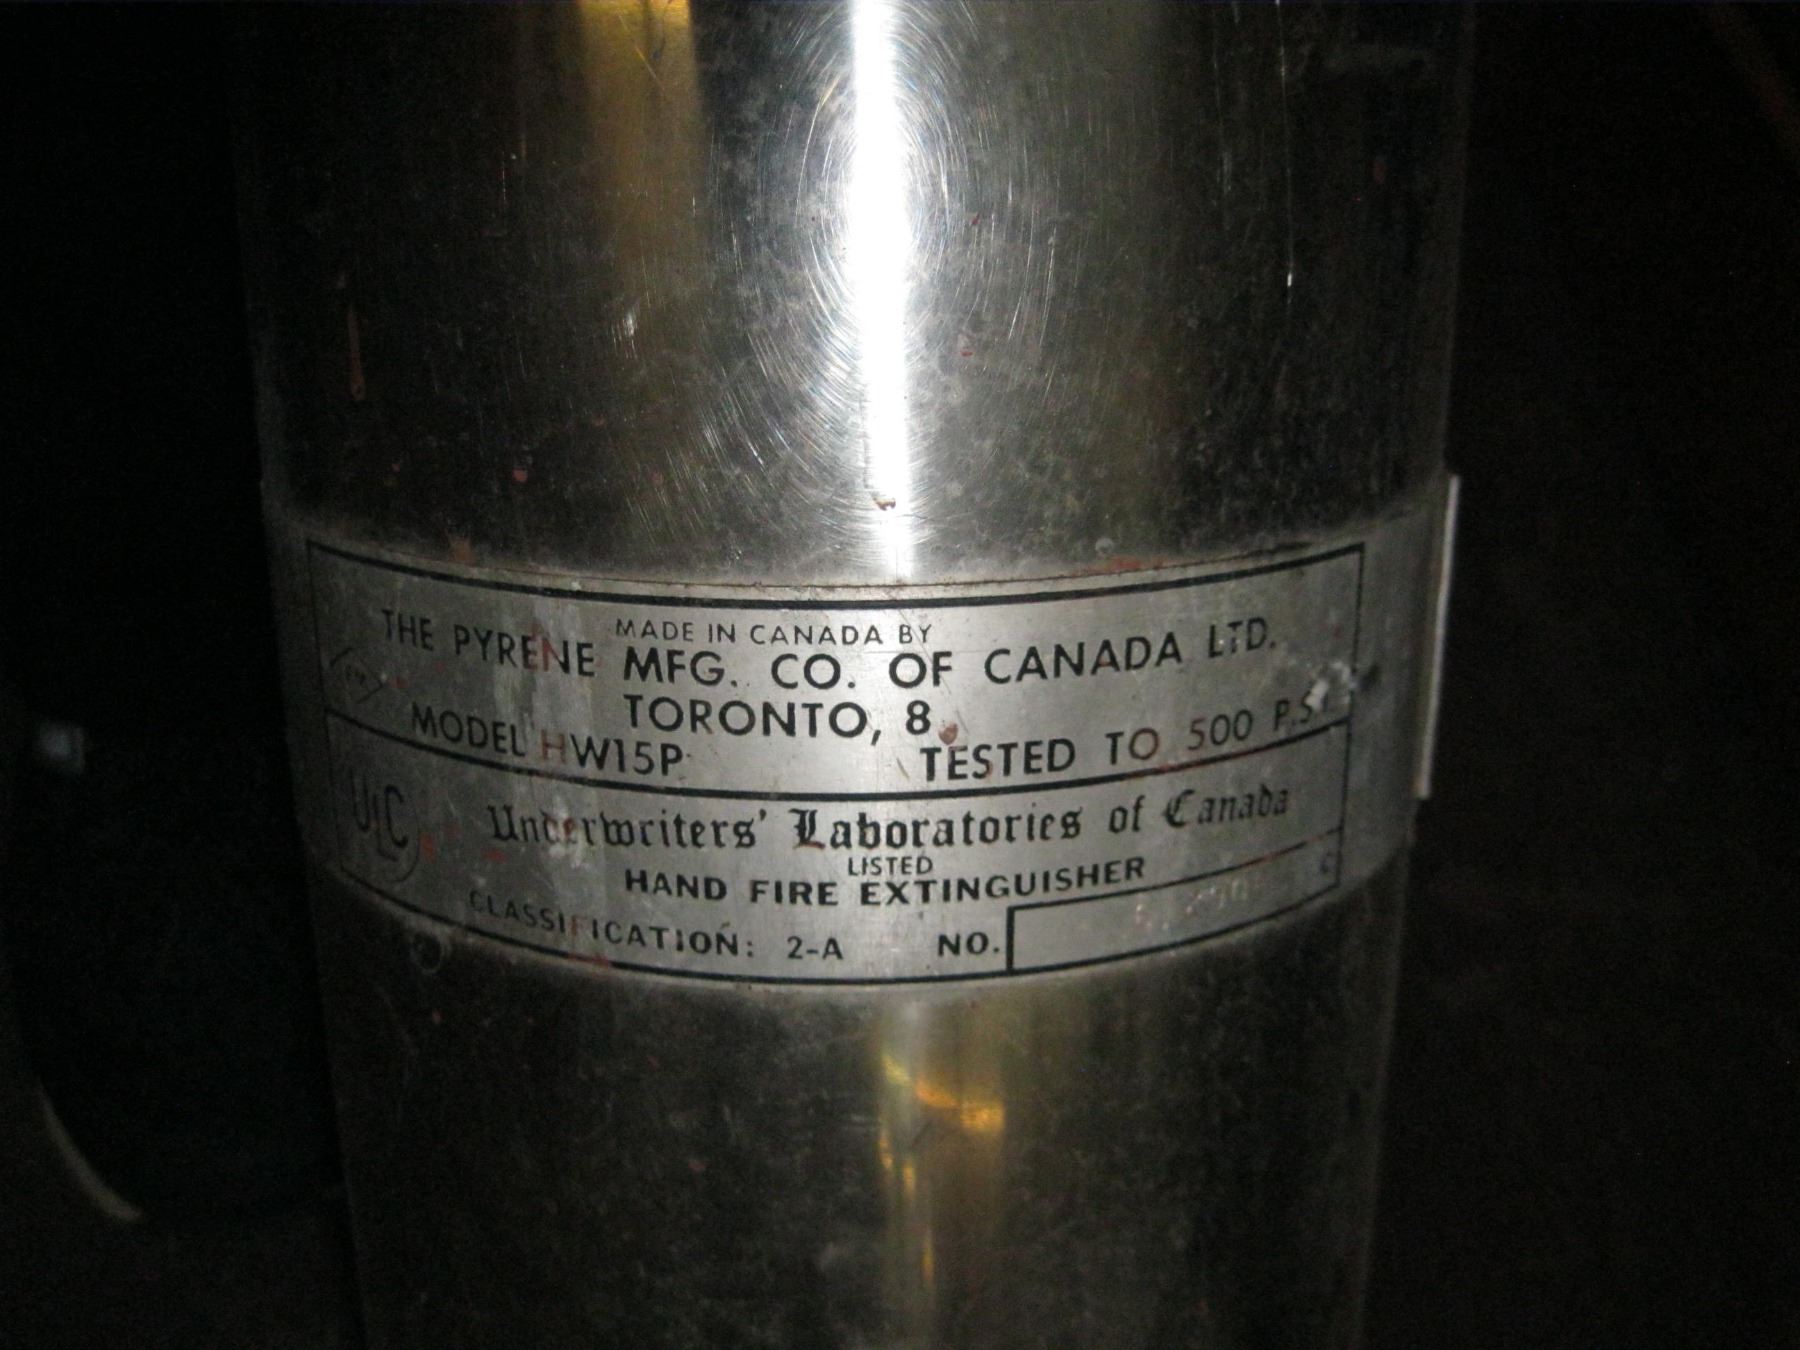 MADE IN CANADA BY
THE PYRENE MFG. CO. OF CANADA LTD.
TORONTO, 8.
MODEL HW15P TESTED TO 500 P.S.
ULC
Underwriters' Laboratories of Canada
LISTED
HAND FIRE EXTINGUISHER
CLASSIFICATION: 2-A NO.